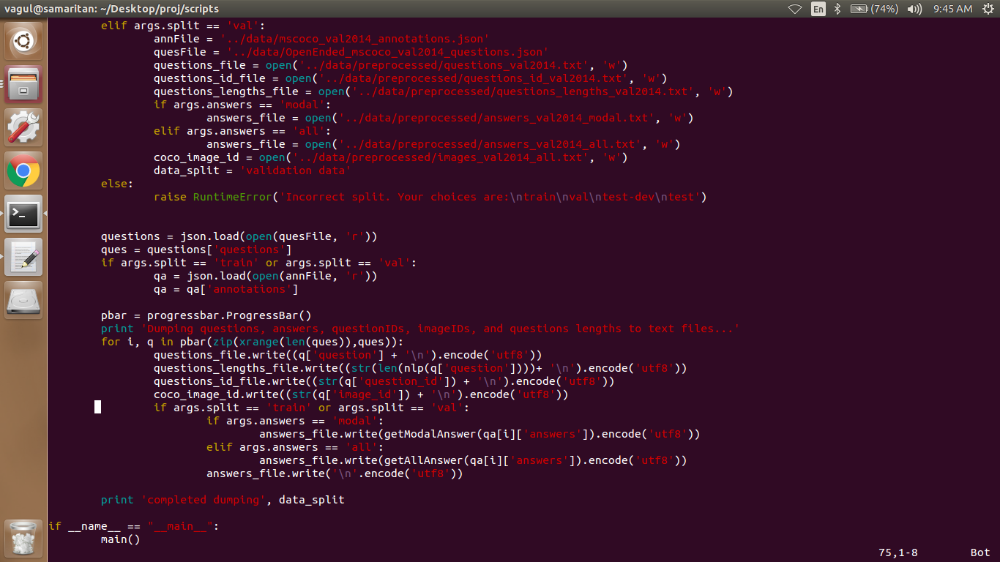 vagul@samaritan: ~/Desktop/proj/scripts En (74%) 9:45 AM
        elif args.split == 'val':
                annFile = '../data/mscoco_val2014_annotations.json'
                quesFile = '../data/OpenEnded_mscoco_val2014_questions.json'
                questions_file = open('../data/preprocessed/questions_val2014.txt', 'w')
                questions_id_file = open('../data/preprocessed/questions_id_val2014.txt', 'w')
                questions_lengths_file = open('../data/preprocessed/questions_lengths_val2014.txt', 'w')
                if args.answers == 'modal':
                        answers_file = open('../data/preprocessed/answers_val2014_modal.txt', 'w')
                elif args.answers == 'all':
                        answers_file = open('../data/preprocessed/answers_val2014_all.txt', 'w')
                coco_image_id = open('../data/preprocessed/images_val2014_all.txt', 'w')
                data_split = 'validation data'
        else:
                raise RuntimeError('Incorrect split. Your choices are:\ntrain\nval\ntest-dev\ntest')
        questions = json.load(open(quesFile, 'r'))
        ques = questions['questions']
        if args.split == 'train' or args.split == 'val':
                qa = json.load(open(annFile, 'r'))
                qa = qa['annotations']
        pbar = progressbar.ProgressBar()
        print 'Dumping questions, answers, questionIDs, imageIDs, and questions lengths to text files...'
        for i, q in pbar(zip(xrange(len(ques)),ques)):
                questions_file.write((q['question'] + '\n').encode('utf8'))
                questions_lengths_file.write((str(len(nlp(q['question'])))+ '\n').encode('utf8'))
                questions_id_file.write((str(q['question_id']) + '\n').encode('utf8'))
                coco_image_id.write((str(q['image_id']) + '\n').encode('utf8'))
                if args.split == 'train' or args.split == 'val':
                        if args.answers == 'modal':
                                answers_file.write(getModalAnswer(qa[i]['answers']).encode('utf8'))
                        elif args.answers == 'all':
                                answers_file.write(getAllAnswer(qa[i]['answers']).encode('utf8'))
                        answers_file.write('\n'.encode('utf8'))
        print 'completed dumping', data_split
if __name__ == "__main__":
        main()
75,1-8 Bot